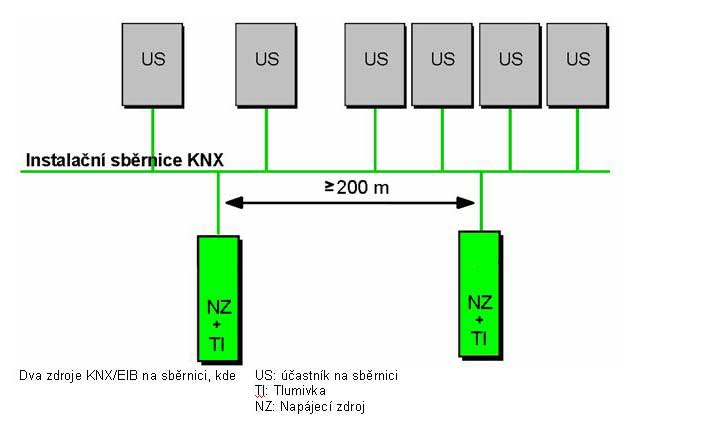 US US US US US US
Instalační sběrnice KNX
≥200 m
NZ NZ
+ +
TI TI
Dva zdroje KNX/EIB na sběrnici, kde US: účastník na sběrnici
TI: Tlumivka
NZ: Napájecí zdroj